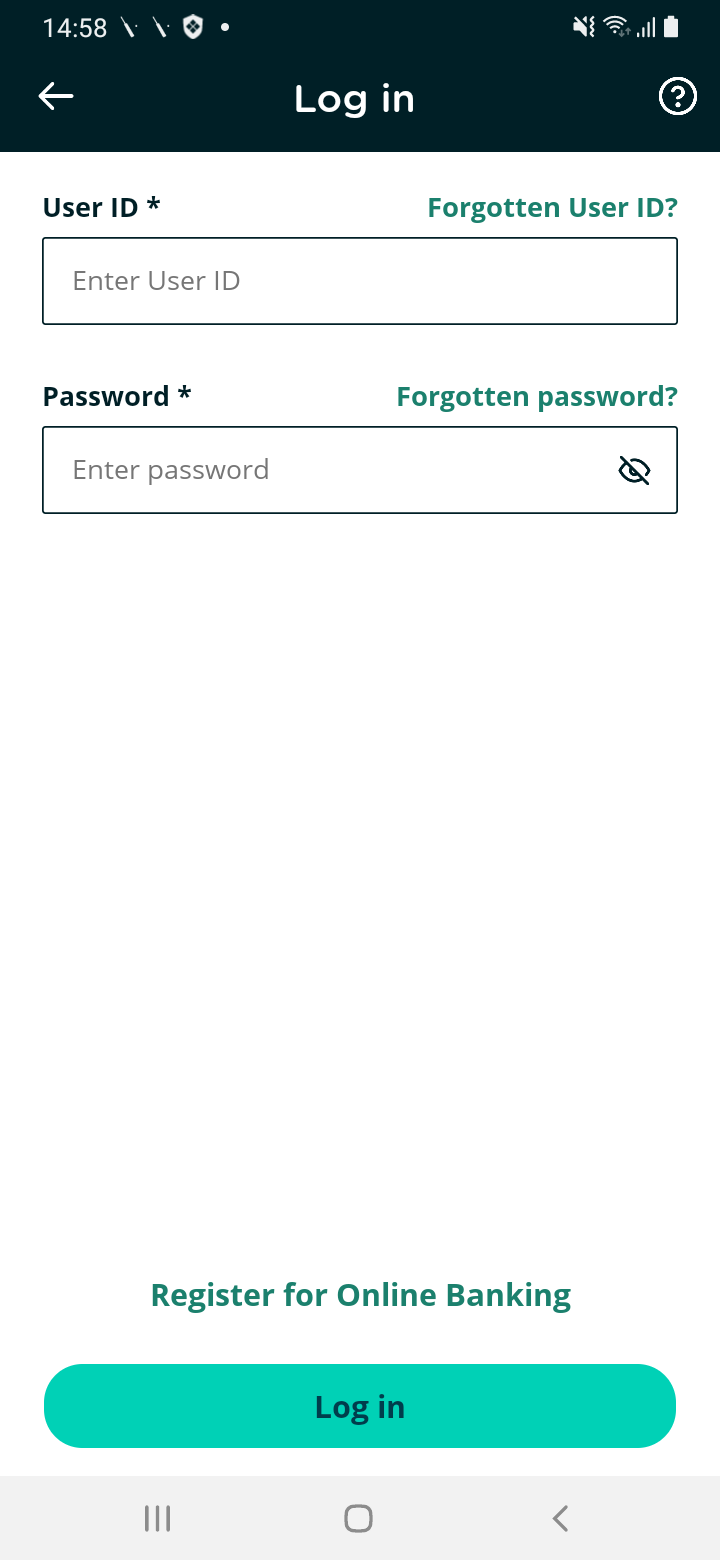 14:58
Log in
User ID * Forgotten User ID?
Enter User ID
Password * Forgotten password?
Enter password
Register for Online Banking
Log in